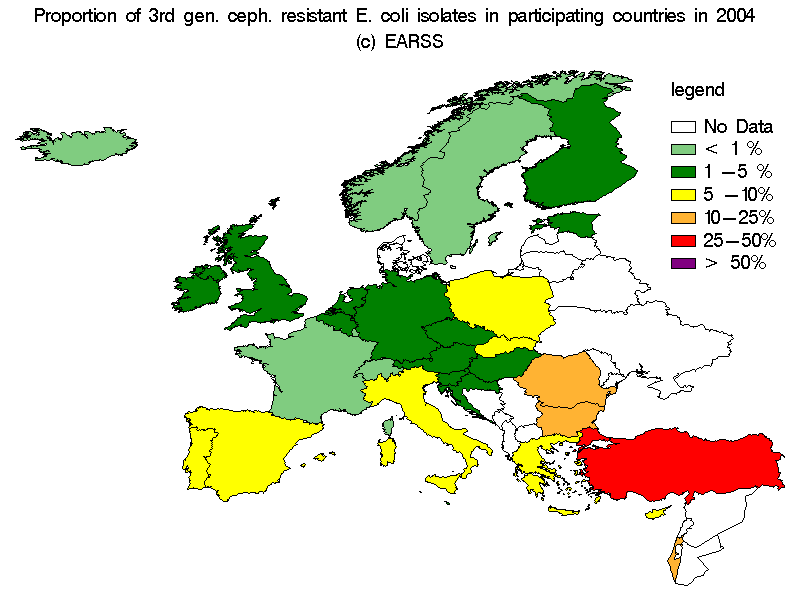 Proportion of 3rd gen. ceph. resistant E. coli isolates in participating countries in 2004
(c) EARSS
legend
No Data
< 1 %
1 –5 %
5 –10%
10–25%
25–50%
> 50%